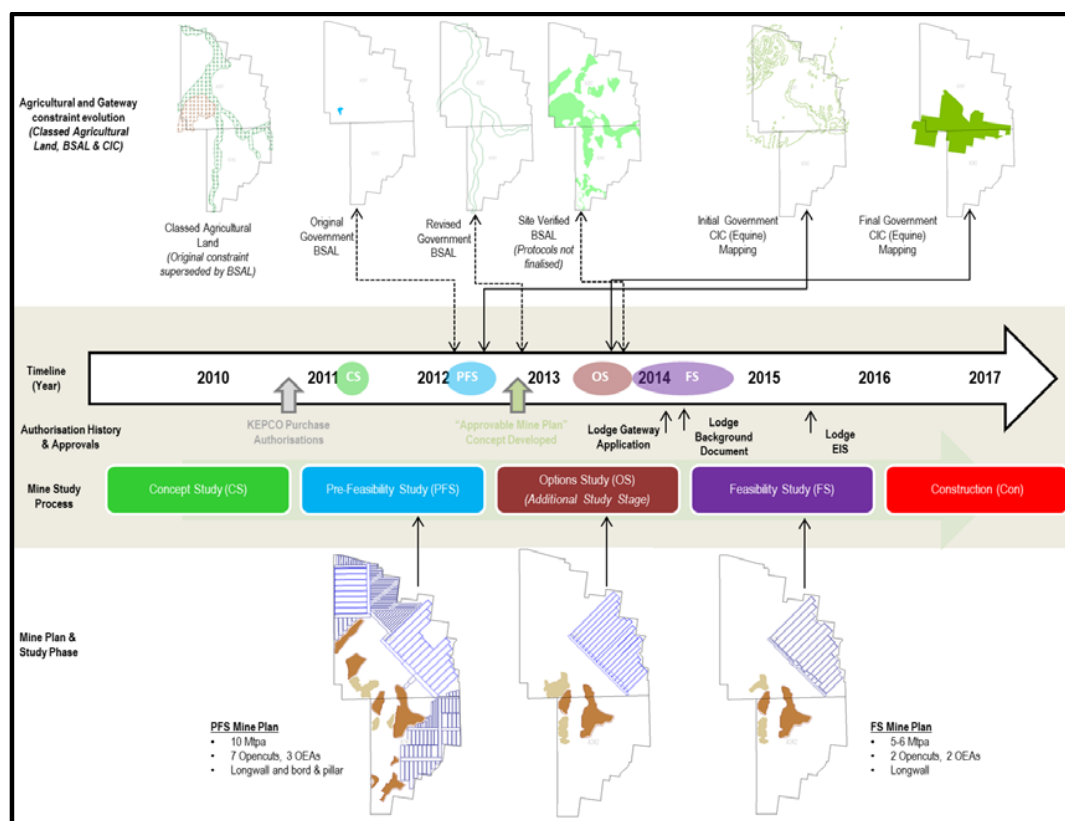 Agricultural and Gateway
constraint evolution
(Classed Agricultural
Land, BSAL & CIC)
Classed Agricultural
Land
(Original constraint
superseded by BSAL)
Original
Government
BSAL
Revised
Government
BSAL
Site Verified
BSAL
(Protocols not
finalised)
Initial Government
CIC (Equine)
Mapping
Final Government
CIC (Equine)
Mapping
Timeline
(Year)
2010
2011
CS
2012
PFS
2013
OS
2014
FS
2015
2016
2017
Authorisation History
& Approvals
KEPCO Purchase
Authorisations
"Approvable Mine Plan"
Concept Developed
Lodge Gateway
Application
Lodge
Background
Document
Lodge
EIS
Mine Study
Process
Concept Study (CS)
Pre-Feasibility Study (PFS)
Options Study (OS)
(Additional Study Stage)
Feasibility Study (FS)
Construction (Con)
Mine Plan &
Study Phase
PFS Mine Plan
• 10 Mtpa
• 7 Opencuts, 3 OEAs
• Longwall and bord & pillar
FS Mine Plan
• 5-6 Mtpa
• 2 Opencuts, 2 OEAs
• Longwall